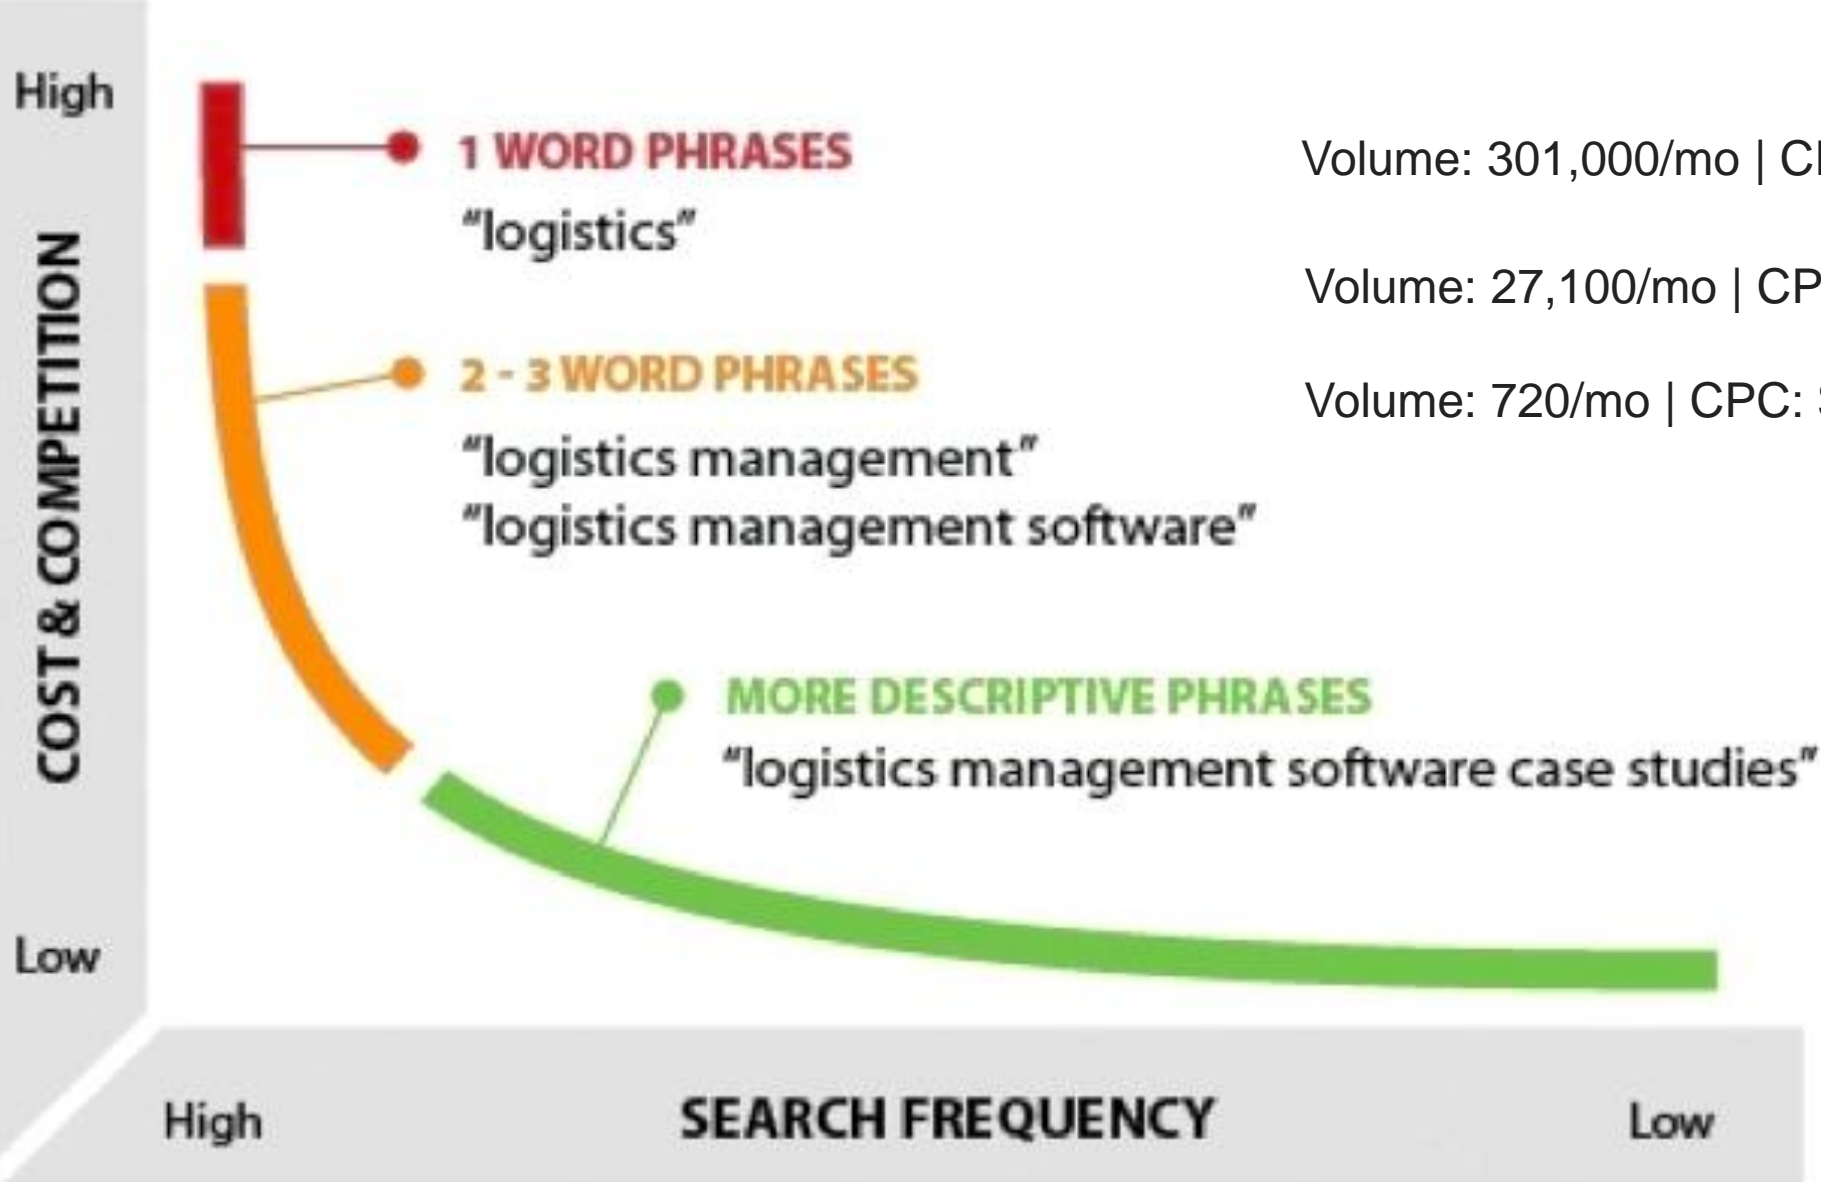 High
COST & COMPETITION
Low
1 WORD PHRASES
“logistics”
2 - 3 WORD PHRASES
“logistics management”
“logistics management software”
MORE DESCRIPTIVE PHRASES
“logistics management software case studies”
Volume: 301,000/mo |
Volume: 27,100/mo |
Volume: 720/mo | CPC:
High
SEARCH FREQUENCY
Low